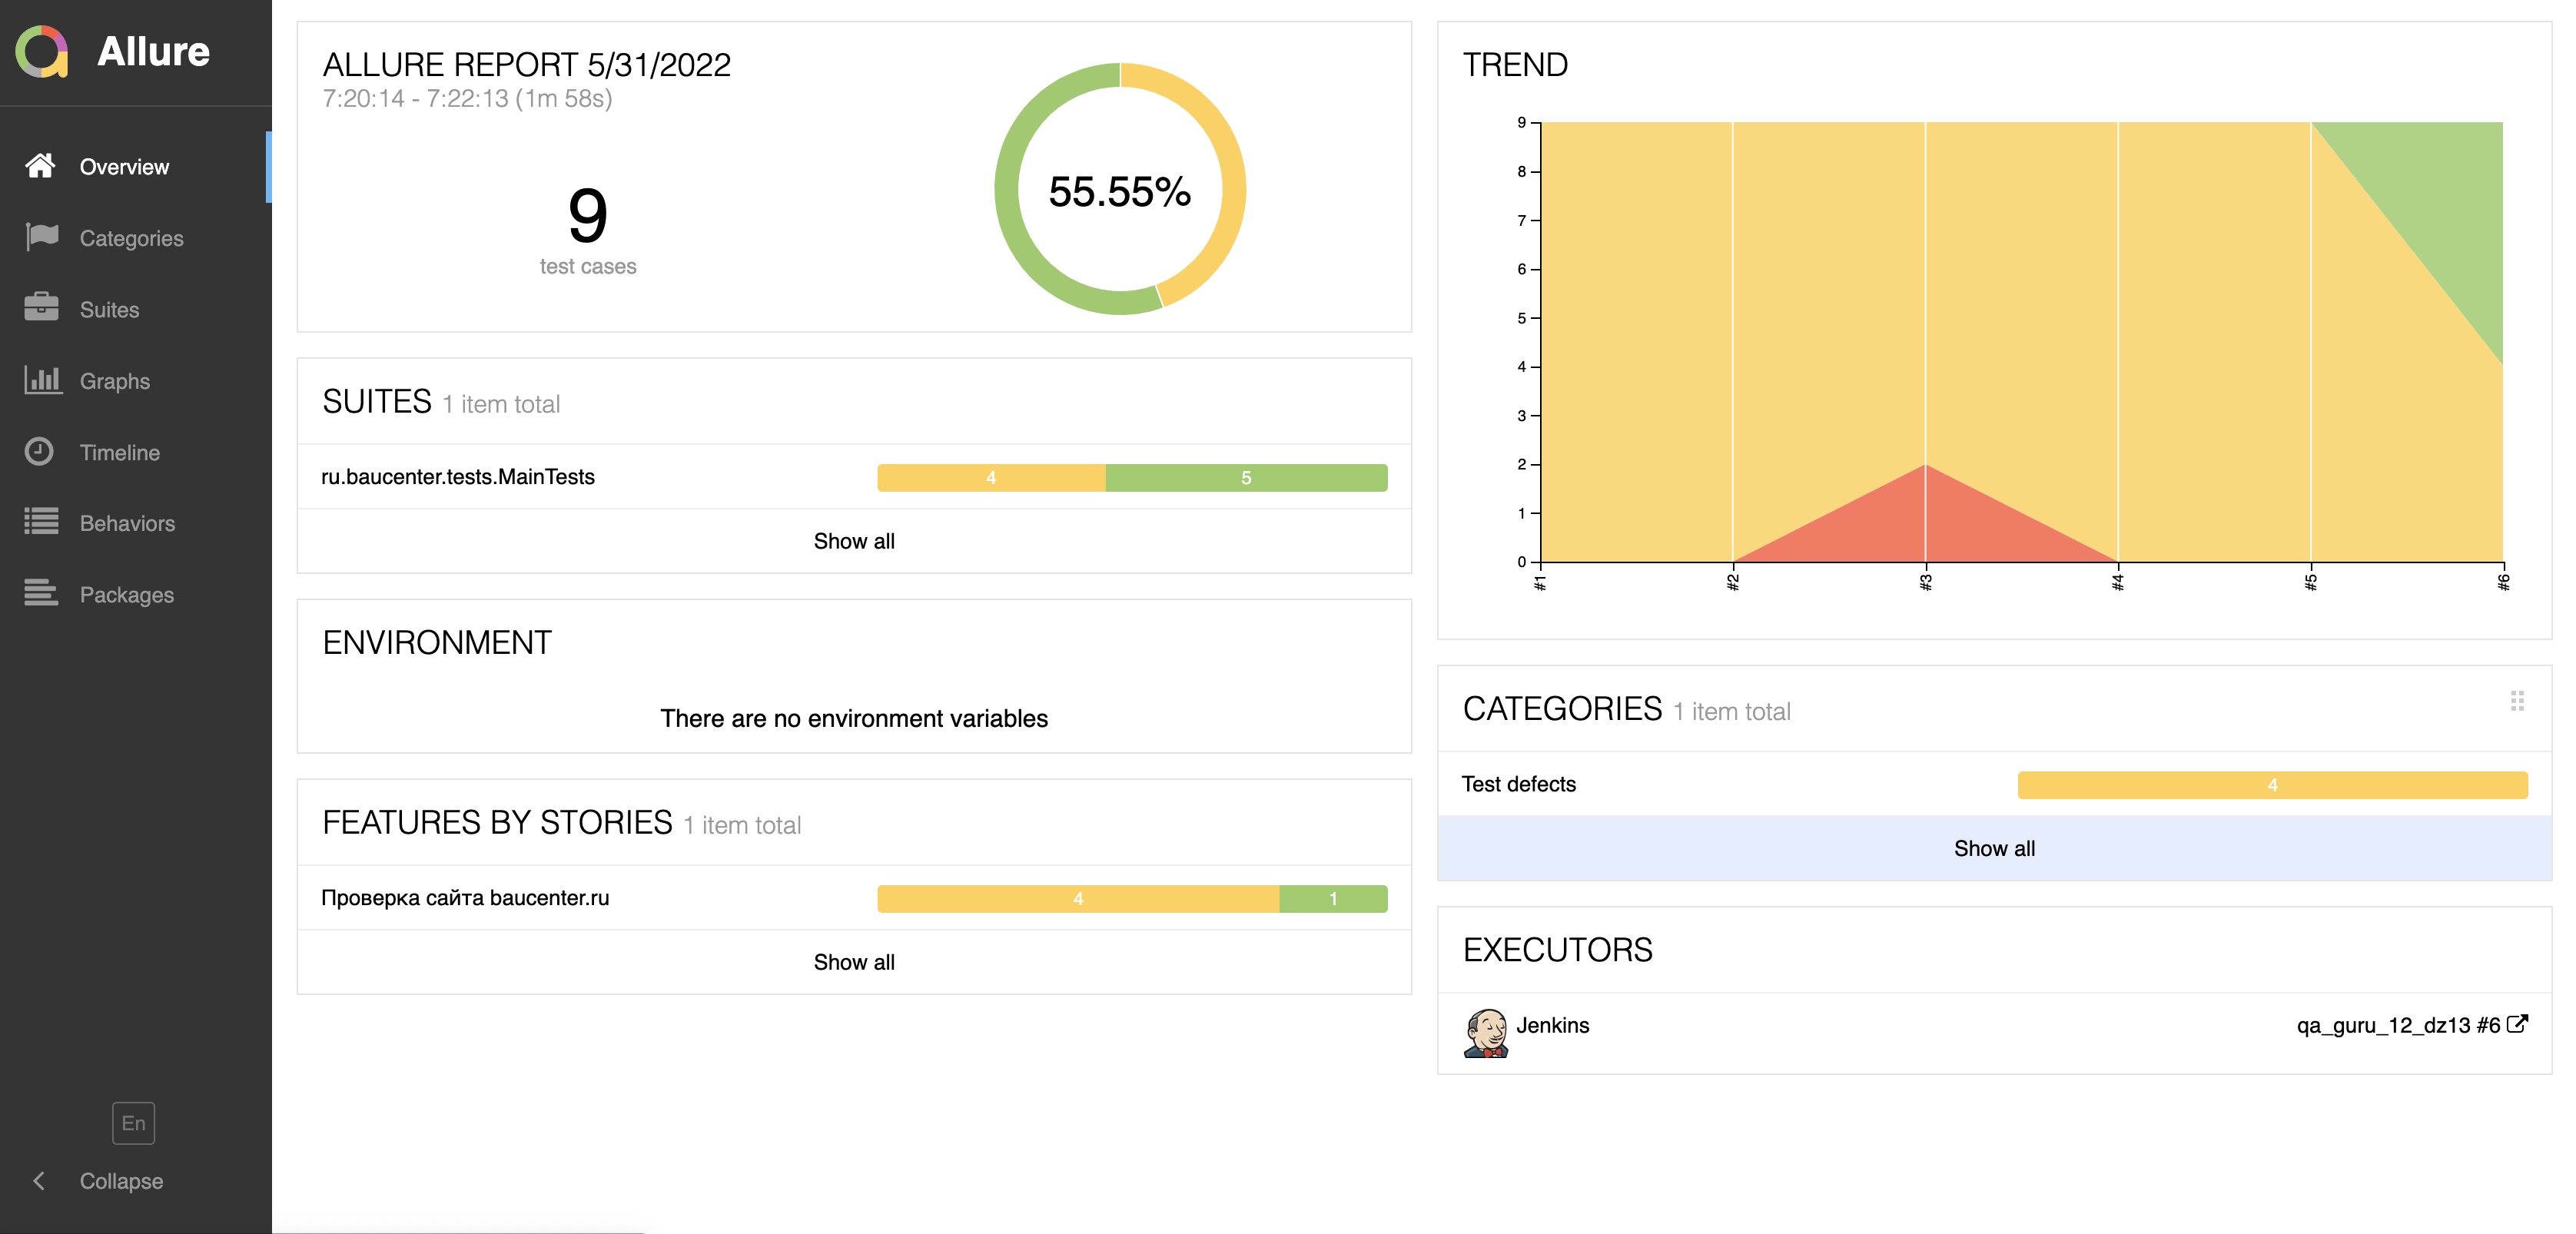 Allure
Overview
Categories
Suites
Graphs
Timeline
Behaviors
Packages
En
Collapse
ALLURE REPORT 5/31/2022
7:20:14 - 7:22:13 (1m 58s)
9
test cases
55.55%
SUITES 1 item total
ru.baucenter.tests.MainTests
4
5
Show all
ENVIRONMENT
There are no environment variables
FEATURES BY STORIES 1 item total
Проверка сайта baucenter.ru
4
1
Show all
TREND
9
8
7
6
5
4
3
2
1
0
#1
#2
#3
#4
#5
#6
CATEGORIES 1 item total
Test defects
4
Show all
EXECUTORS
Jenkins
qa_guru_12_dz13 #6